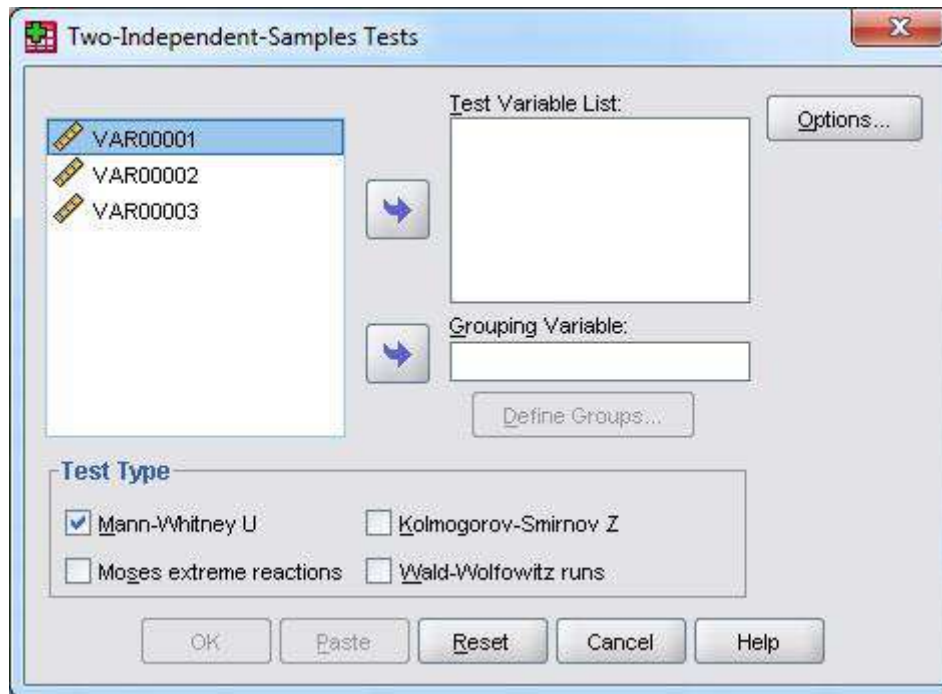 Two-Independent-Samples Tests
VAR00001
VAR00002
VAR00003
Test Variable List:
Options...
Grouping Variable:
Define Groups...
Test Type
Mann-Whitney U
Kolmogorov-Smirnov Z
Moses extreme reactions
Wald-Wolfowitz runs
OK
Paste
Reset
Cancel
Help